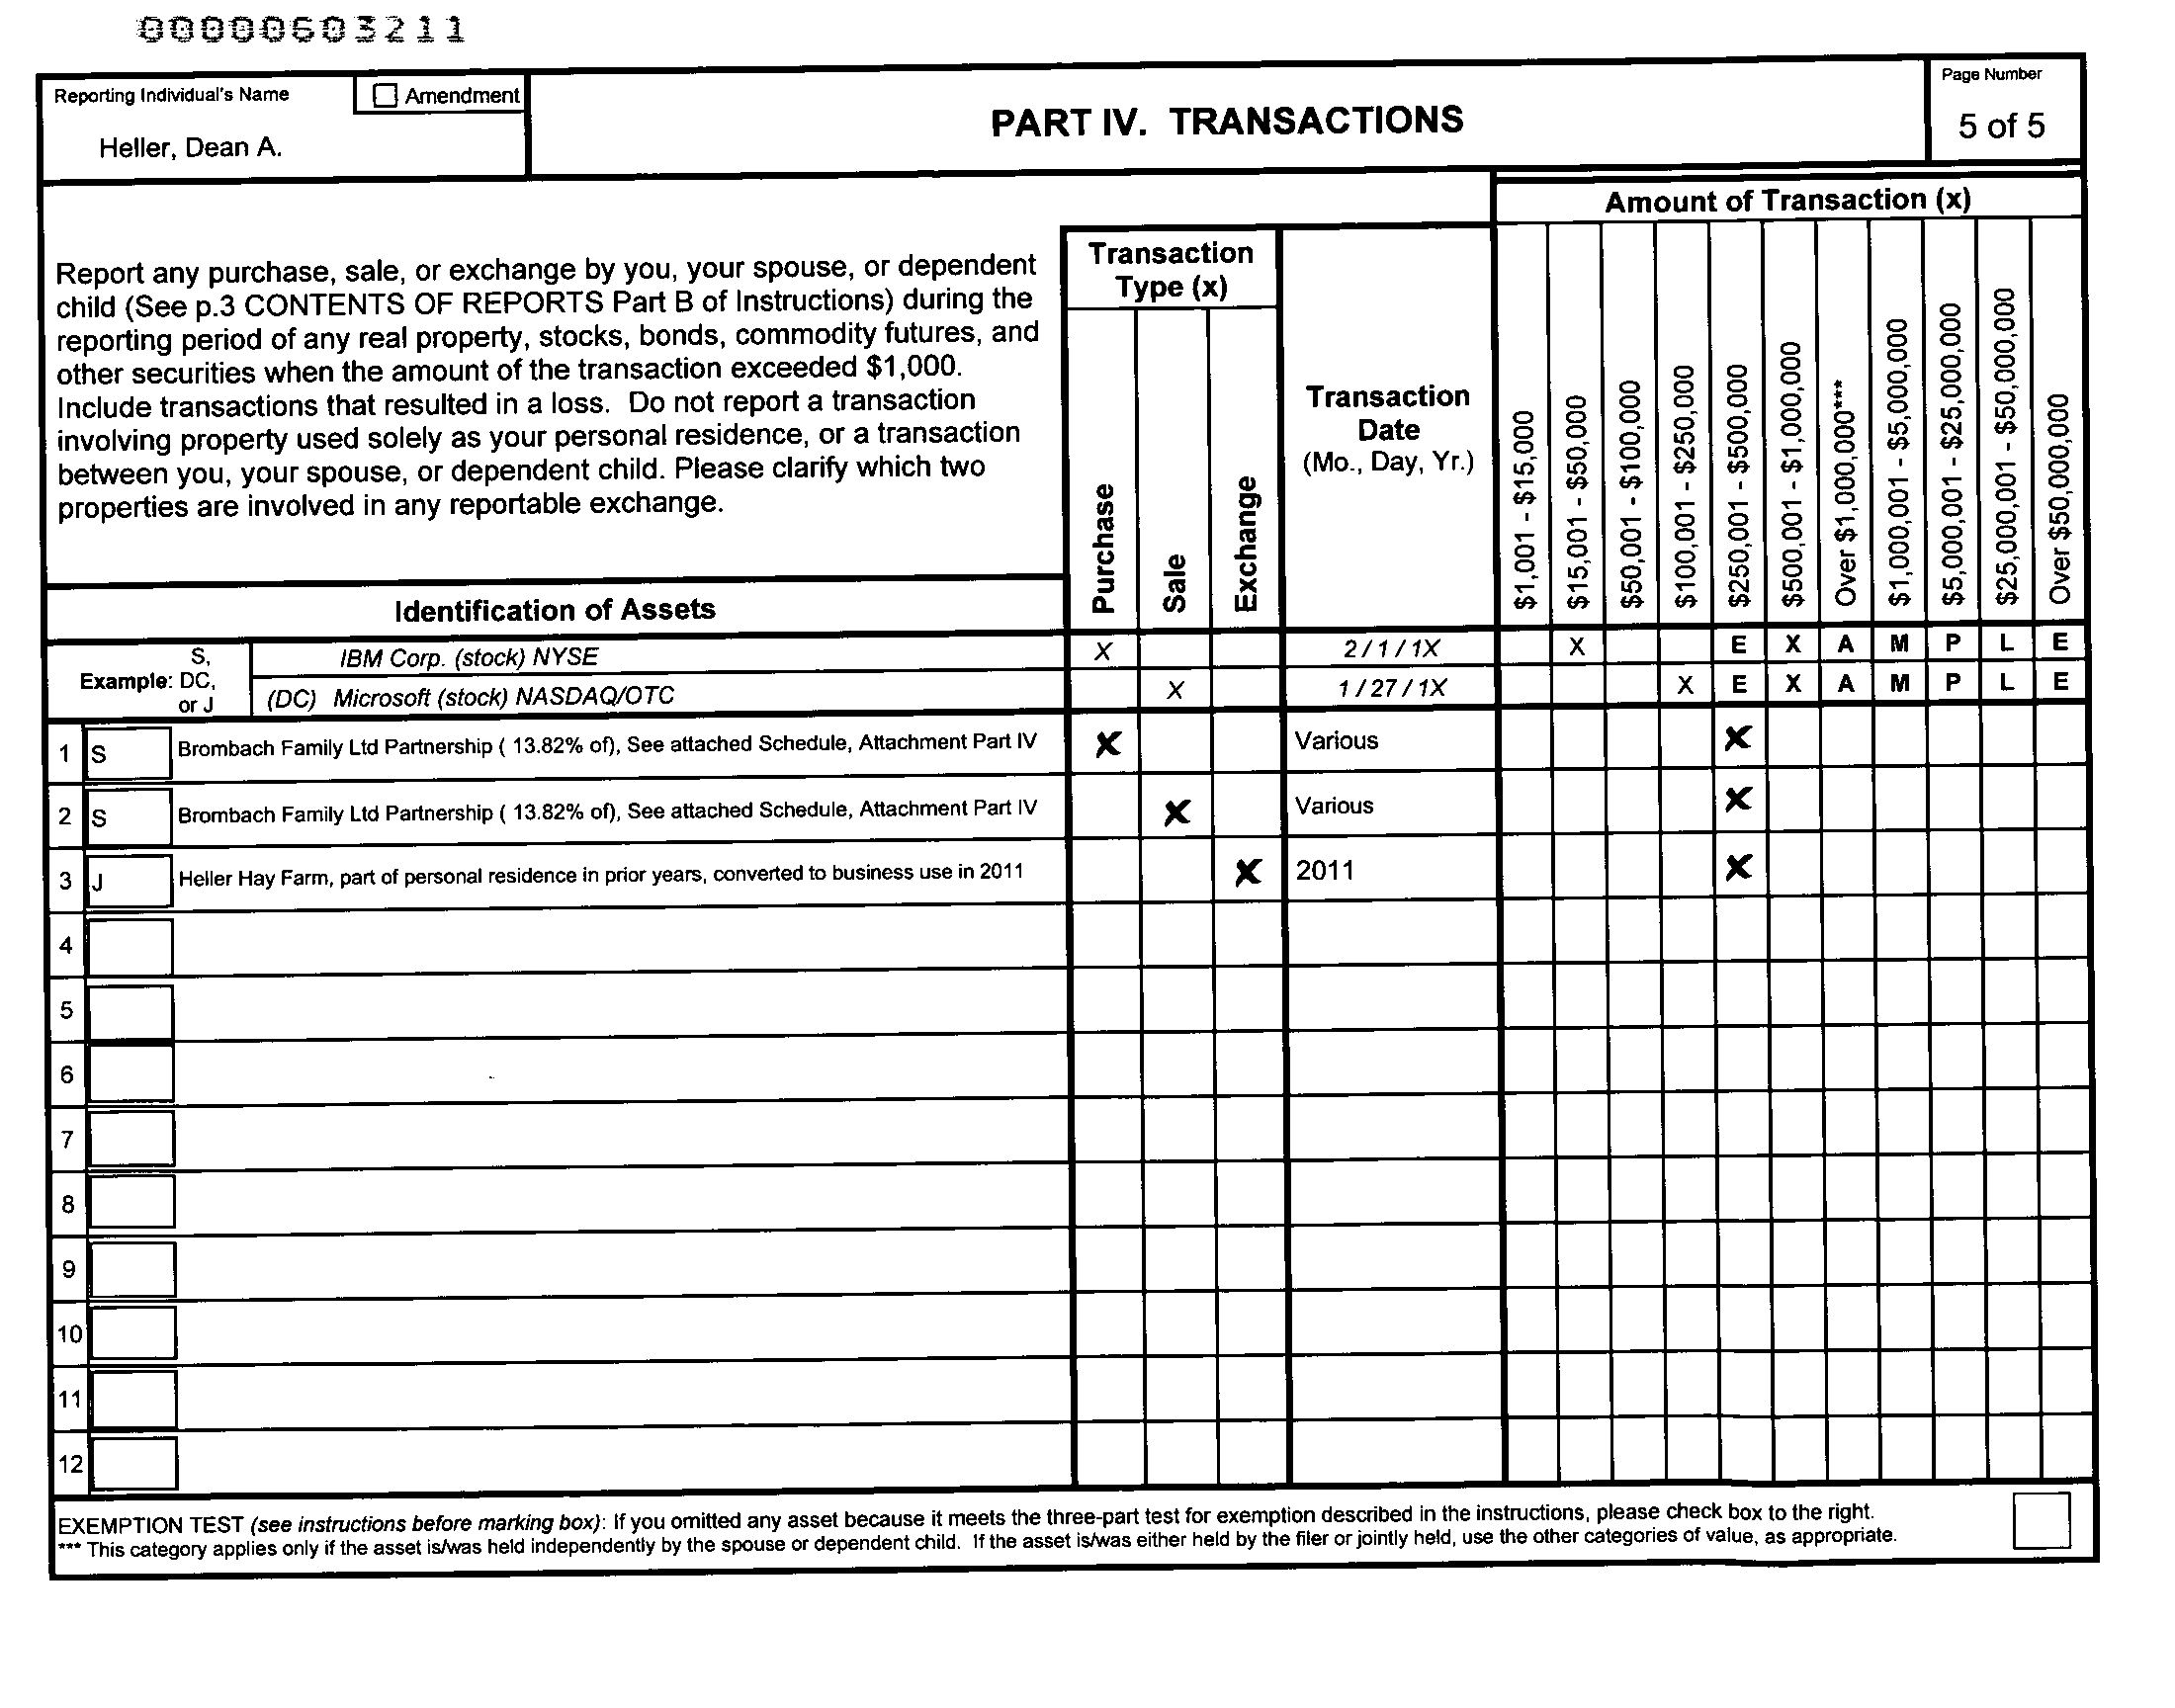 00000603211
Reporting Individual's Name
Amendment
Heller, Dean A.
PART IV. TRANSACTIONS
Page Number
5 of 5
Report any purchase, sale, or exchange by you, your spouse, or dependent
child (See p.3 CONTENTS OF REPORTS Part B of Instructions) during the
reporting period of any real property, stocks, bonds, commodity futures, and
other securities when the amount of the transaction exceeded $1,000.
Include transactions that resulted in a loss. Do not report a transaction
involving property used solely as your personal residence, or a transaction
between you, your spouse, or dependent child. Please clarify which two
properties are involved in any reportable exchange.
Identification of Assets
Transaction
Type (x)
Purchase
Sale
Exchange
Transaction
Date
(Mo., Day, Yr.)
Amount of Transaction (x)
$1,001 - $15,000
$15,001 - $50,000
$50,001 - $100,000
$100,001 - $250,000
$250,001 - $500,000
$500,001 - $1,000,000
Over $1,000,000***
$1,000,001 - $5,000,000
$5,000,001 - $25,000,000
$25,000,001 - $50,000,000
Over $50,000,000
Example:
S,
DC,
or J
IBM Corp. (stock) NYSE X 2 / 1 / 1X X E X A M P L E
(DC) Microsoft (stock) NASDAQ/OTC X 1 / 27 / 1X X E X A M P L E
1 S Brombach Family Ltd Partnership ( 13.82% of), See attached Schedule, Attachment Part IV X Various X
2 S Brombach Family Ltd Partnership ( 13.82% of), See attached Schedule, Attachment Part IV X Various X
3 J Heller Hay Farm, part of personal residence in prior years, converted to business use in 2011 X 2011 X
4
5
6
7
8
9
10
11
12
EXEMPTION TEST (see instructions before marking box): If you omitted any asset because it meets the three-part test for exemption described in the instructions, please check box to the right.
*** This category applies only if the asset is/was held independently by the spouse or dependent child. If the asset is/was either held by the filer or jointly held, use the other categories of value, as appropriate.